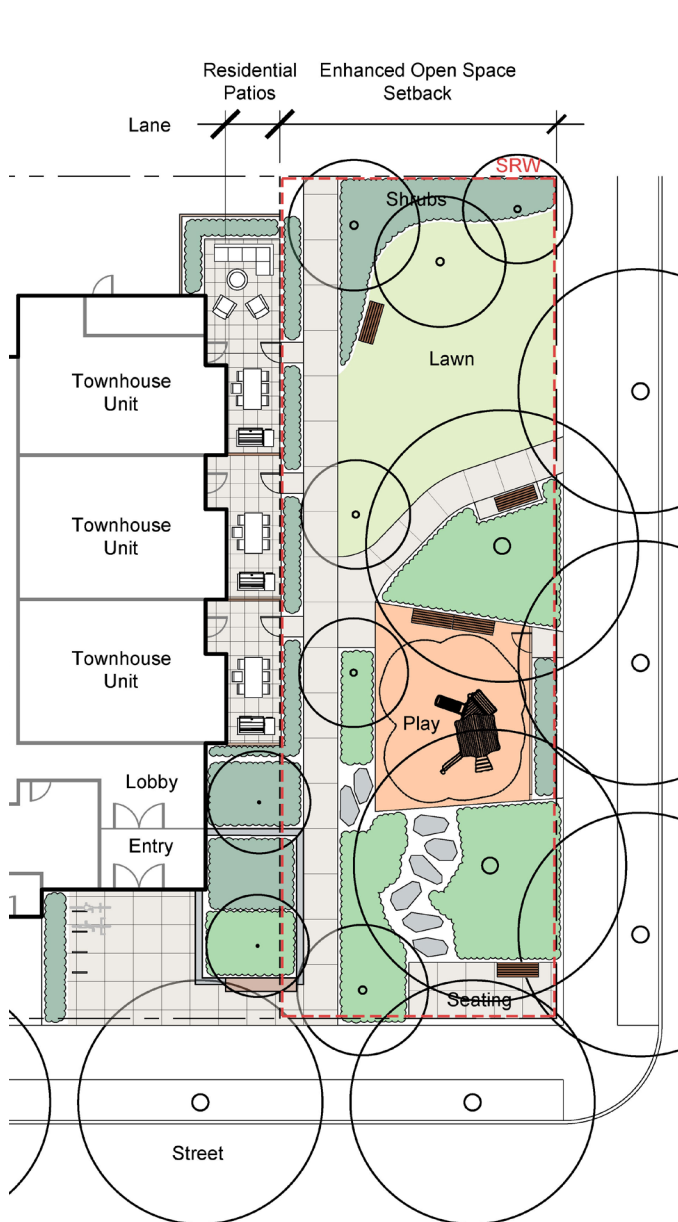 Residential
Patios
Enhanced Open Space
Setback
Lane
SRW
Shrubs
Lawn
Townhouse
Unit
Townhouse
Unit
Townhouse
Unit
Play
Lobby
Entry
Seating
Street